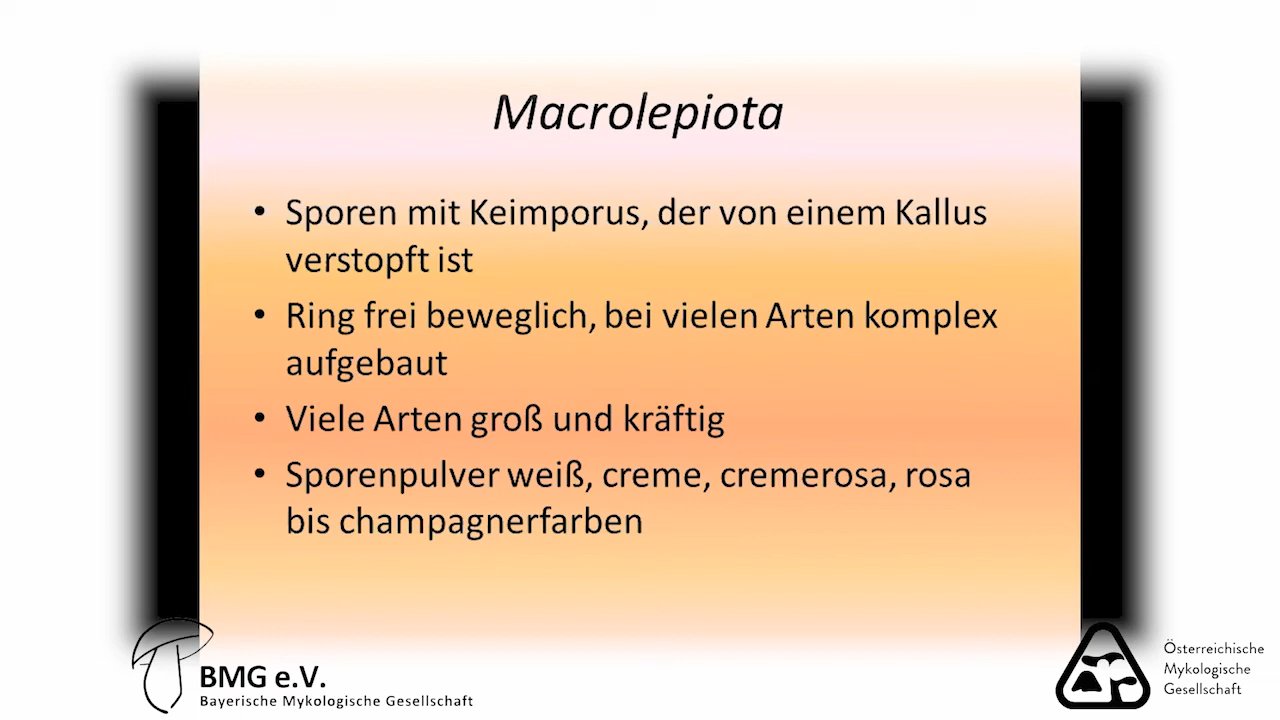 Macrolepiota
• Sporen mit Keimporus, der von einem Kallus
verstopft ist
• Ring frei beweglich, bei vielen Arten komplex
aufgebaut
• Viele Arten groß und kräftig
• Sporenpulver weiß, creme, cremerosa, rosa
bis champagnerfarben
BMG e.V.
Bayerische Mykologische Gesellschaft
Österreichische
Mykologische
Gesellschaft